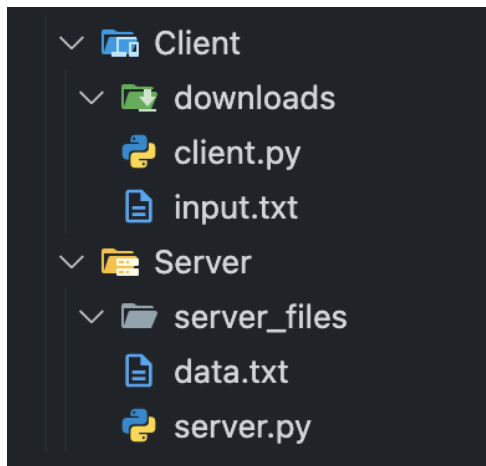 Client
downloads
client.py
input.txt
Server
server_files
data.txt
server.py